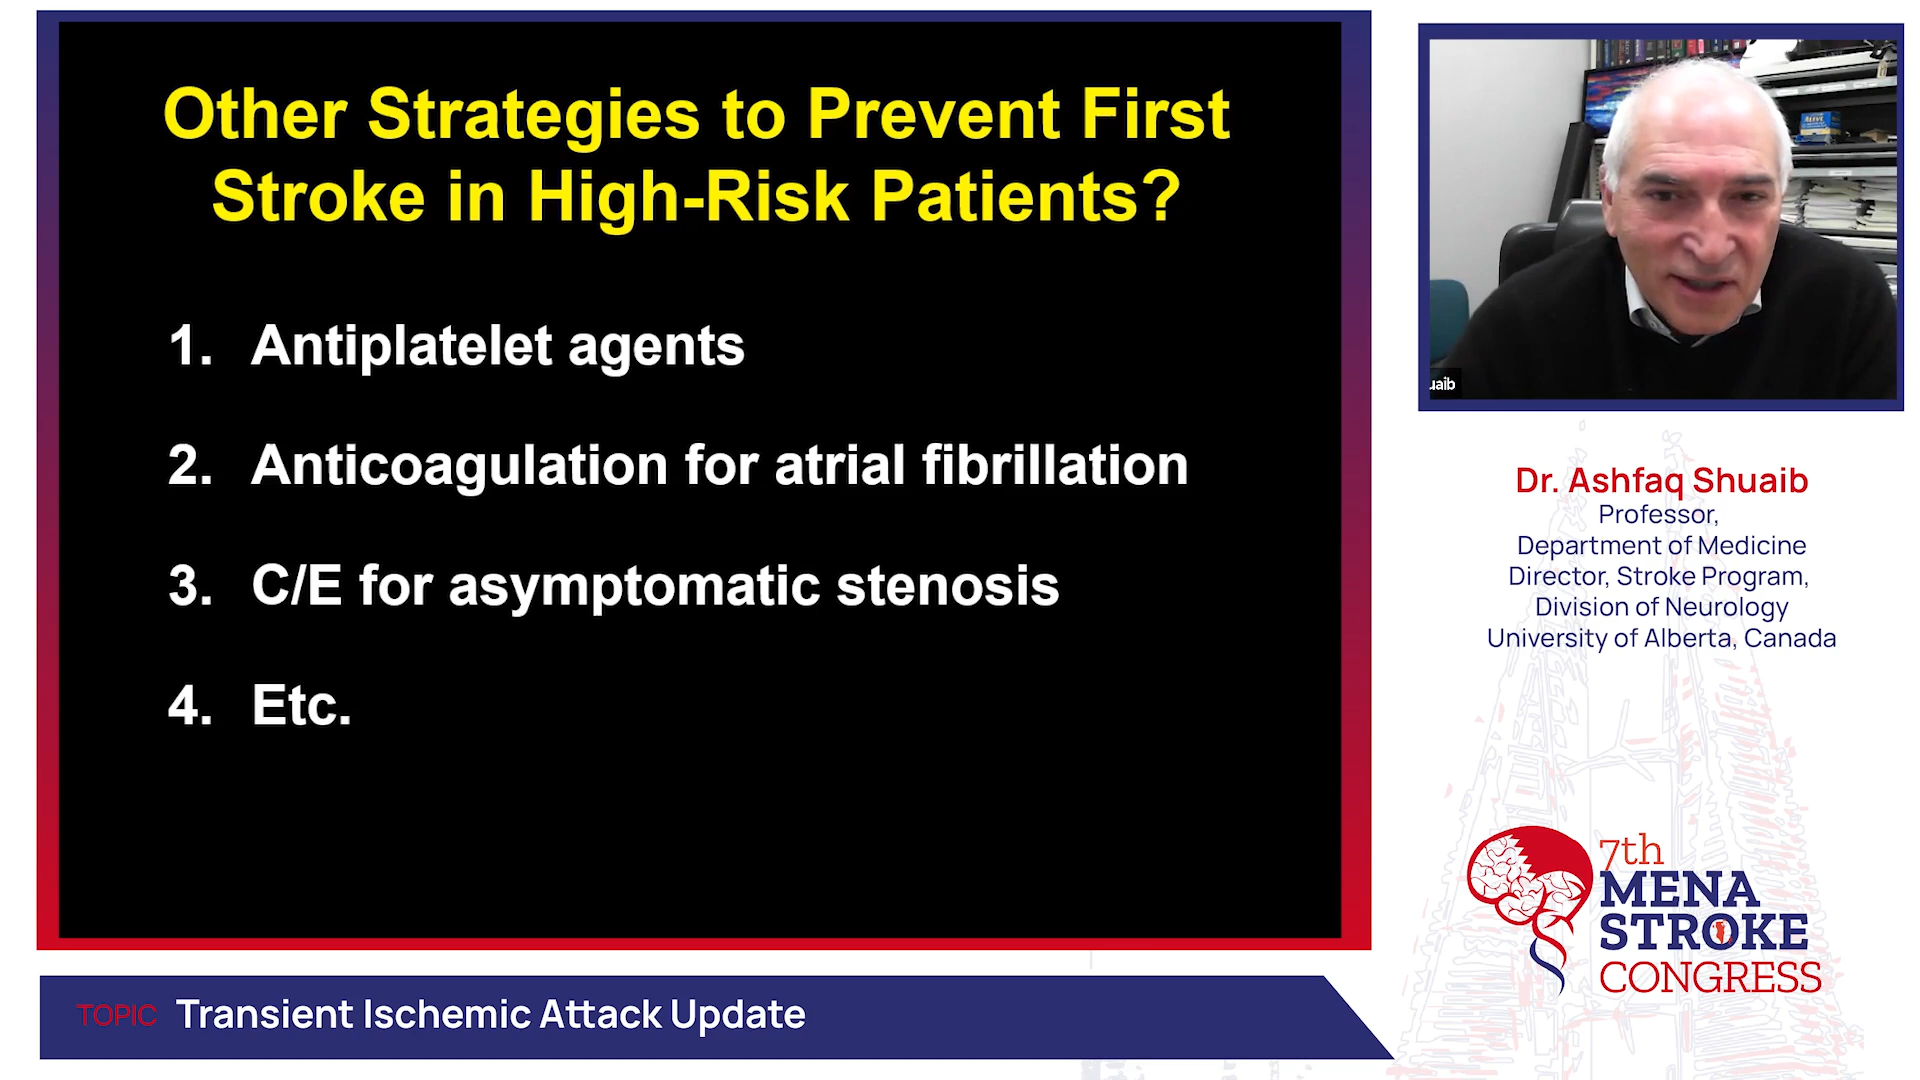 Other Strategies to Prevent First
Stroke in High-Risk Patients?
1. Antiplatelet agents
2. Anticoagulation for atrial fibrillation
3. C/E for asymptomatic stenosis
4. Etc.
TOPIC Transient Ischemic Attack Update
uaib
Dr. Ashfaq Shuaib
Professor,
Department of Medicine
Director, Stroke Program,
Division of Neurology
University of Alberta, Canada
7th
MENA
STROKE
CONGRESS